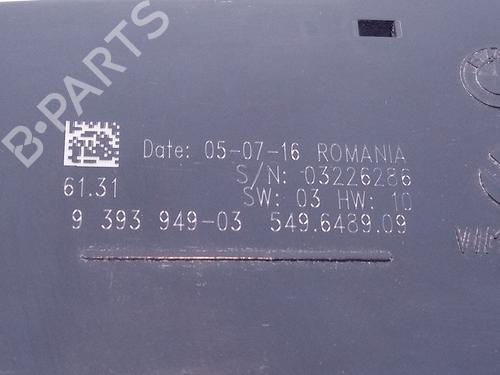 B-PARTS
Date: 05-07-16 ROMANIA
S/N: 03226286
61.31
SW: 03 HW: 10
9 393 949-03 549.6489.09